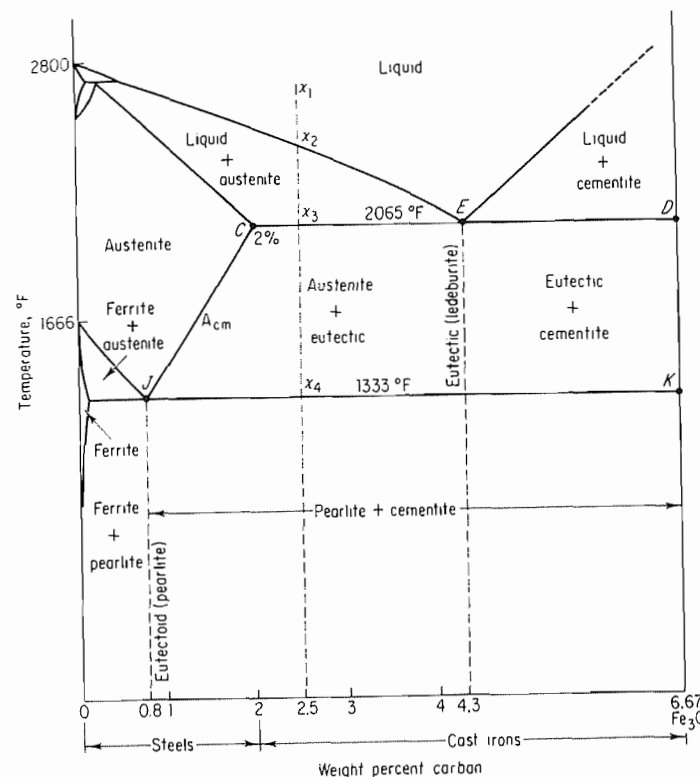 2800
Liquid
x1
x2
Liquid
+
austenite
Liquid
+
cementite
x3
2065 °F
E
D
C
2%
Austenite
Austenite
+
eutectic
Eutectic
+
cementite
Eutectic (ledeburite)
Acm
Ferrite
+
austenite
1666
Temperature, °F
J
x4
1333 °F
K
Ferrite
Ferrite
+
pearlite
Pearlite + cementite
Eutectoid (pearlite)
0 0.8 1 2 2.5 3 4 4.3 6.67
Fe3C
Steels
Cast irons
Weight percent carbon